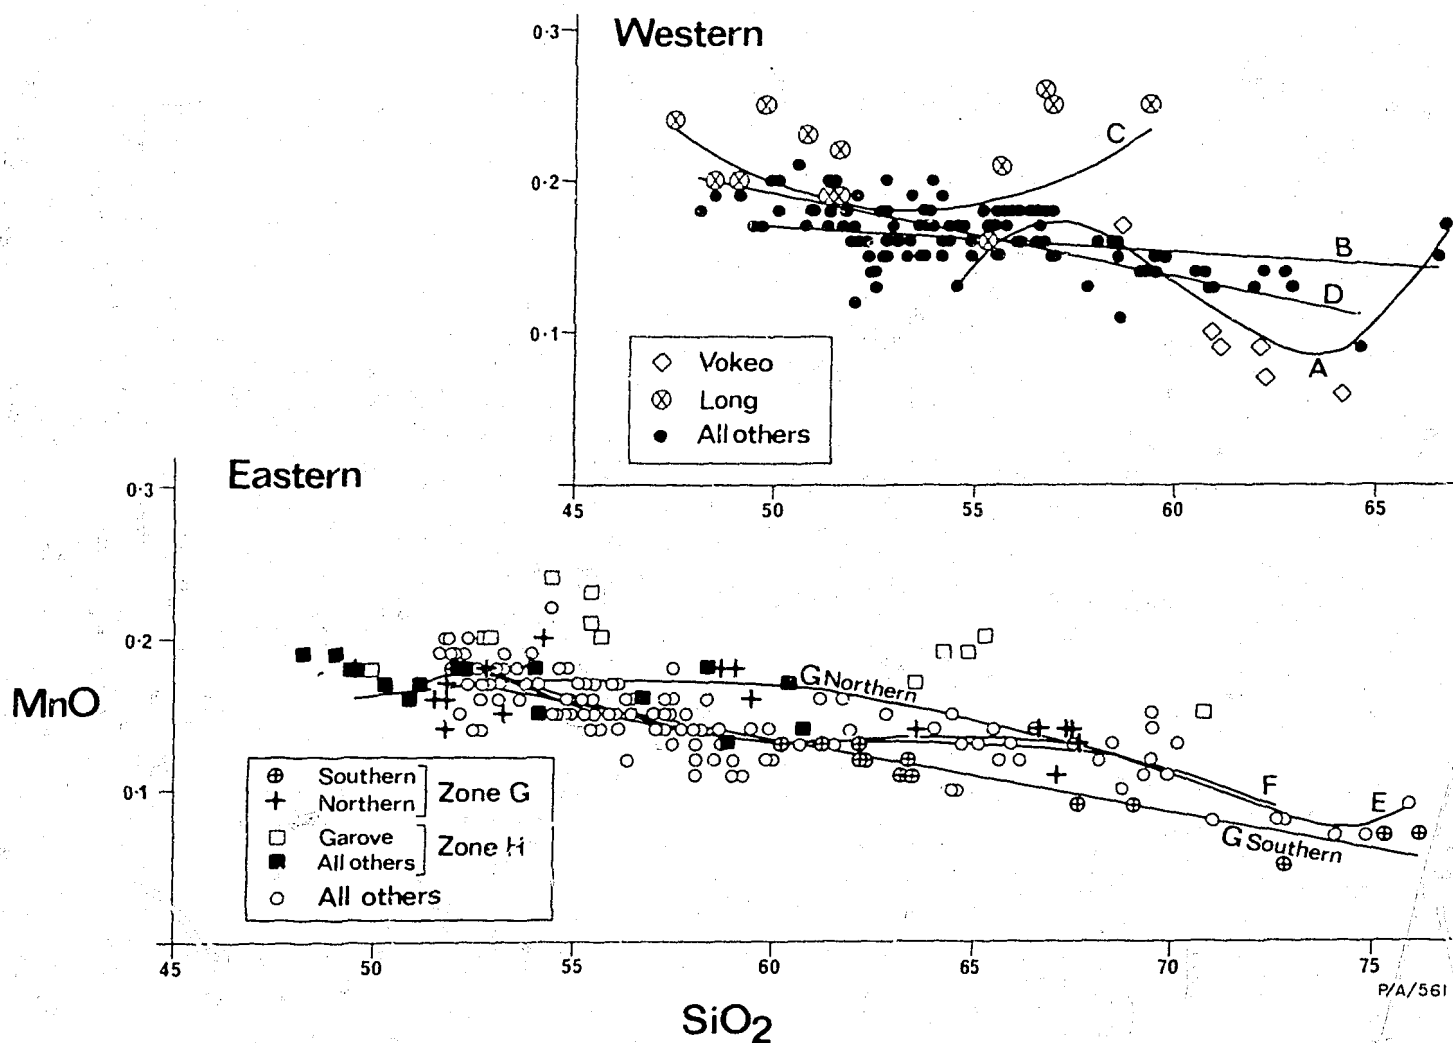 Western
0·3
0·2
0·1
C
B
D
A
Vokeo
Long
All others
45 50 55 60 65
Eastern
0·3
0·2
0·1
MnO
G Northern
F
E
G Southern
Southern
Northern
Zone G
Garove
All others
Zone H
All others
45 50 55 60 65 70 75
P/A/561
SiO₂